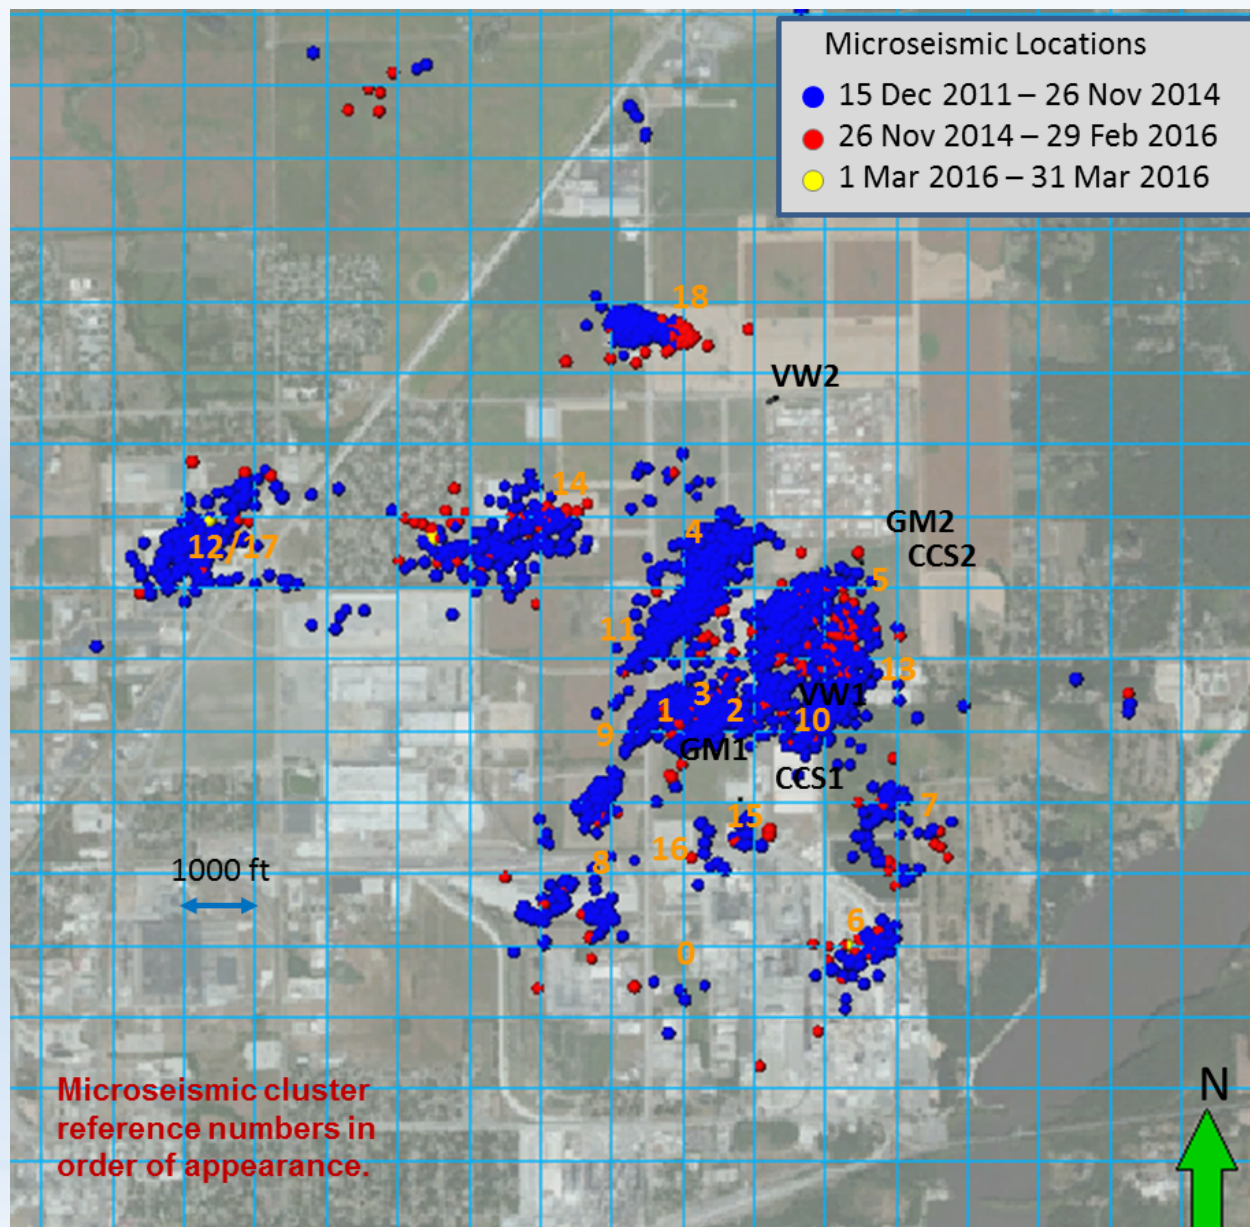 Microseismic Locations
15 Dec 2011 – 26 Nov 2014
26 Nov 2014 – 29 Feb 2016
1 Mar 2016 – 31 Mar 2016
18
VW2
14
GM2
4
12/17
CCS2
5
11
13
3
VW1
1
2
10
9
GM1
CCS1
7
15
16
8
1000 ft
6
0
Microseismic cluster
reference numbers in
order of appearance.
N